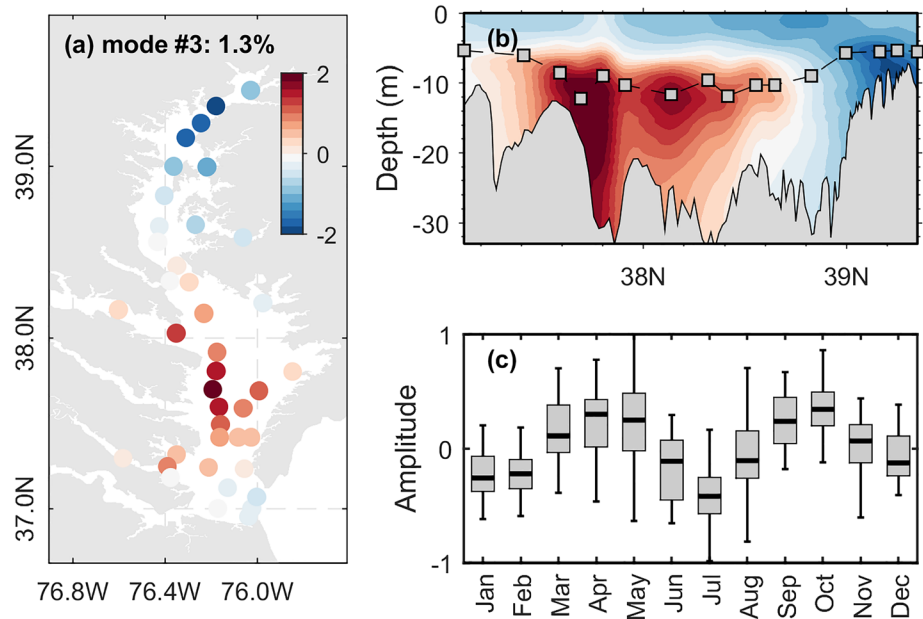 (a) mode #3: 1.3%
2
0
-2
39.0N
38.0N
37.0N
76.8W 76.4W 76.0W
(b)
Depth (m)
0
-10
-20
-30
38N 39N
(c)
Amplitude
1
0
-1
Jan Feb Mar Apr May Jun Jul Aug Sep Oct Nov Dec